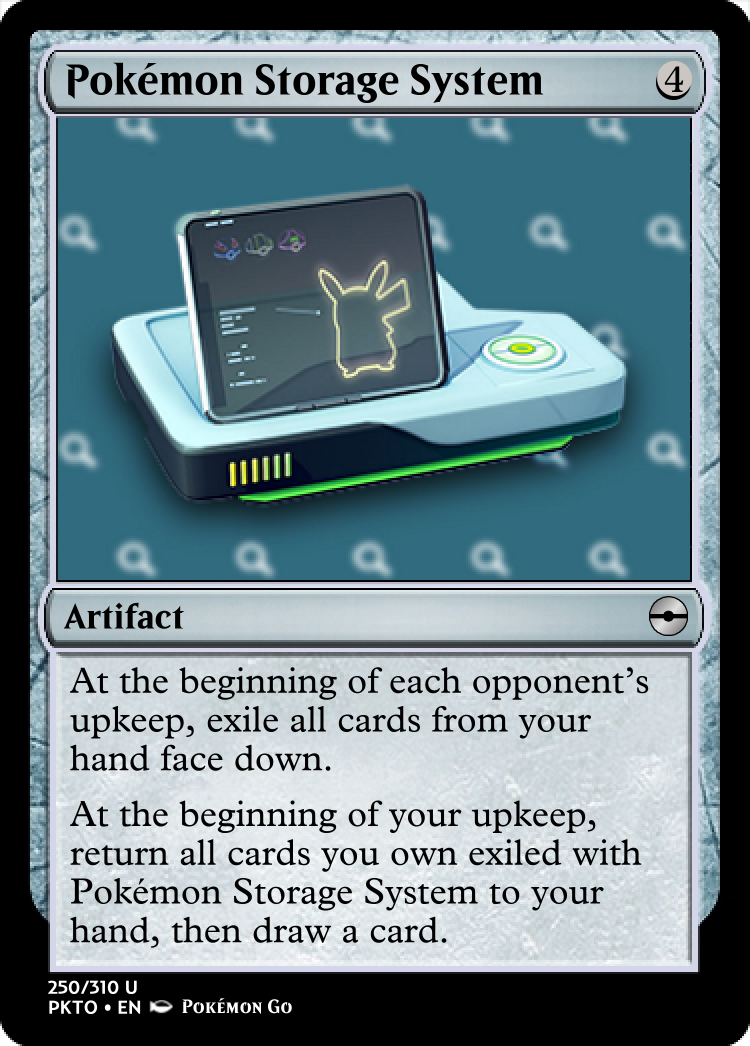 Pokémon Storage System 4
Artifact
At the beginning of each opponent's
upkeep, exile all cards from your
hand face down.
At the beginning of your upkeep,
return all cards you own exiled with
Pokémon Storage System to your
hand, then draw a card.
250/310 U
PKTO • EN Pokémon Go